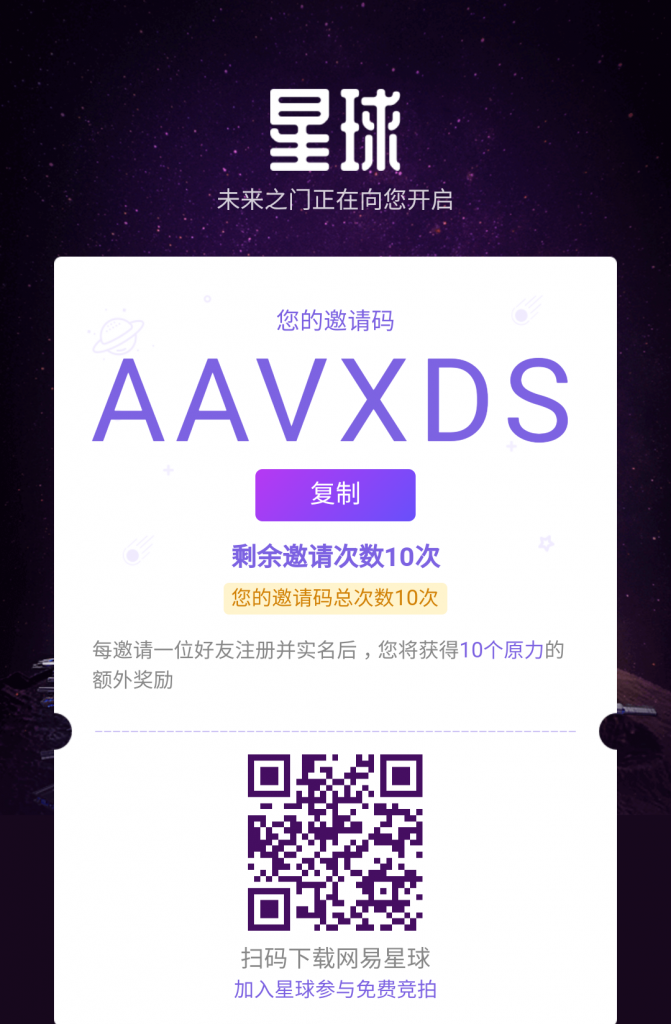 星球
未来之门正在向您开启
您的邀请码
AAVXDS
复制
剩余邀请次数10次
您的邀请码总次数10次
每邀请一位好友注册并实名后，您将获得10个原力的
额外奖励
扫码下载网易星球
加入星球参与免费竞拍